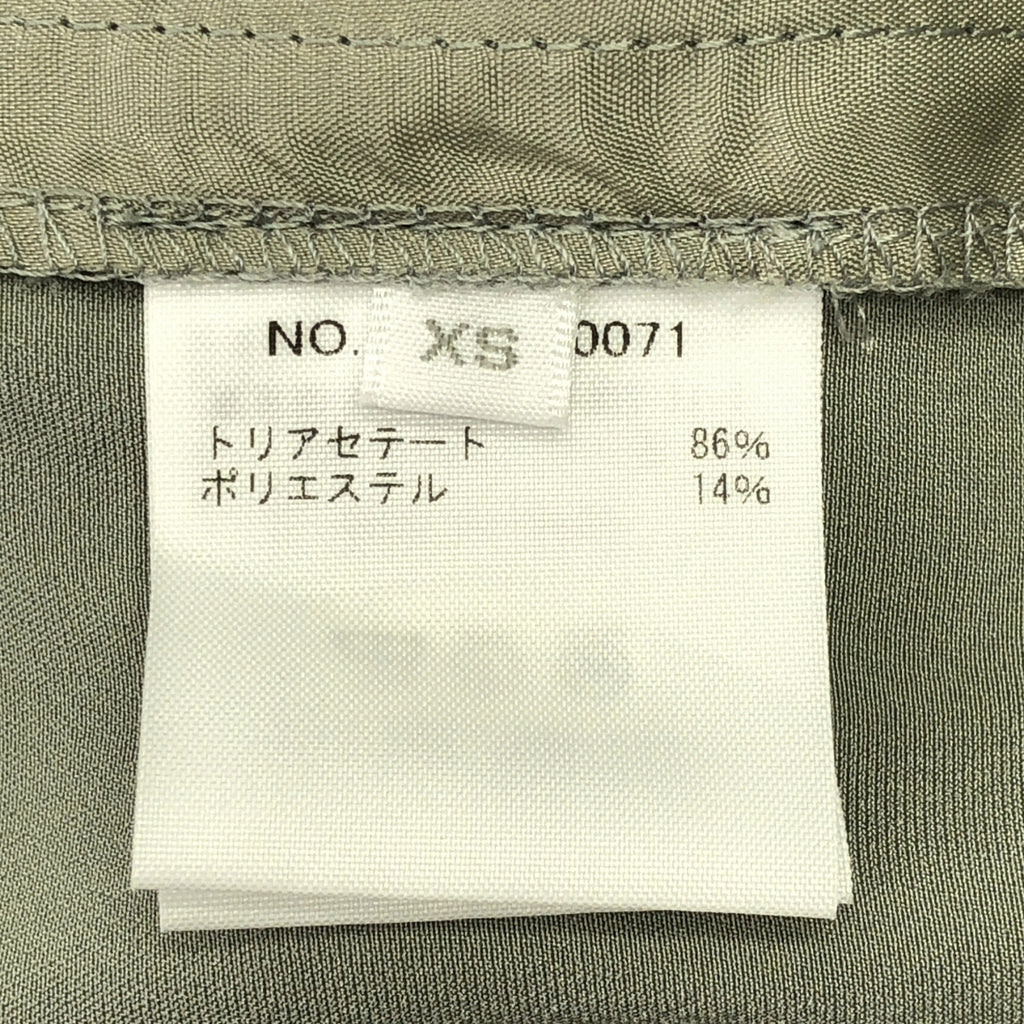 NO. XS 0071
トリアセテート 86%
ポリエステル 14%